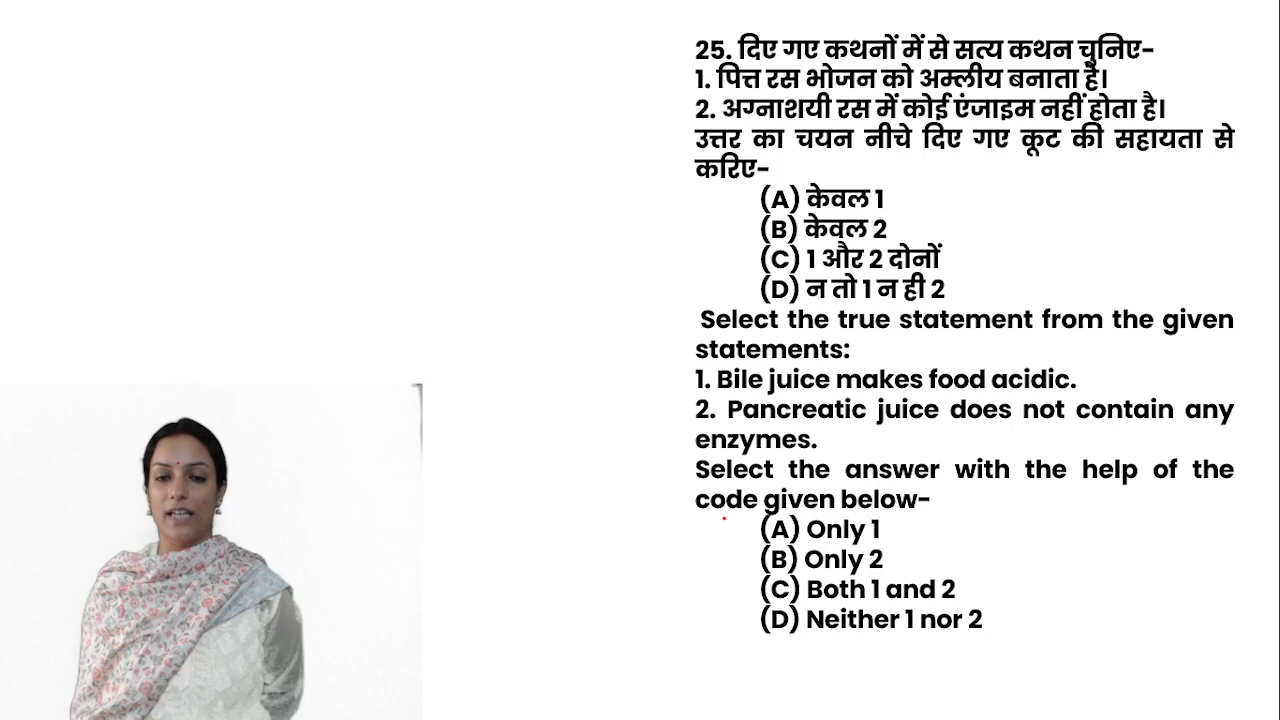 25. दिए गए कथनों में से सत्य कथन चुनिए-
1. पित्त रस भोजन को अम्लीय बनाता है।
2. अग्नाशयी रस में कोई एंजाइम नहीं होता है।
उत्तर का चयन नीचे दिए गए कूट की सहायता से
करिए-
(A) केवल 1
(B) केवल 2
(C) 1 और 2 दोनों
(D) न तो 1 न ही 2
Select the true statement from the given
statements:
1. Bile juice makes food acidic.
2. Pancreatic juice does not contain any
enzymes.
Select the answer with the help of the
code given below-
(A) Only 1
(B) Only 2
(C) Both 1 and 2
(D) Neither 1 nor 2